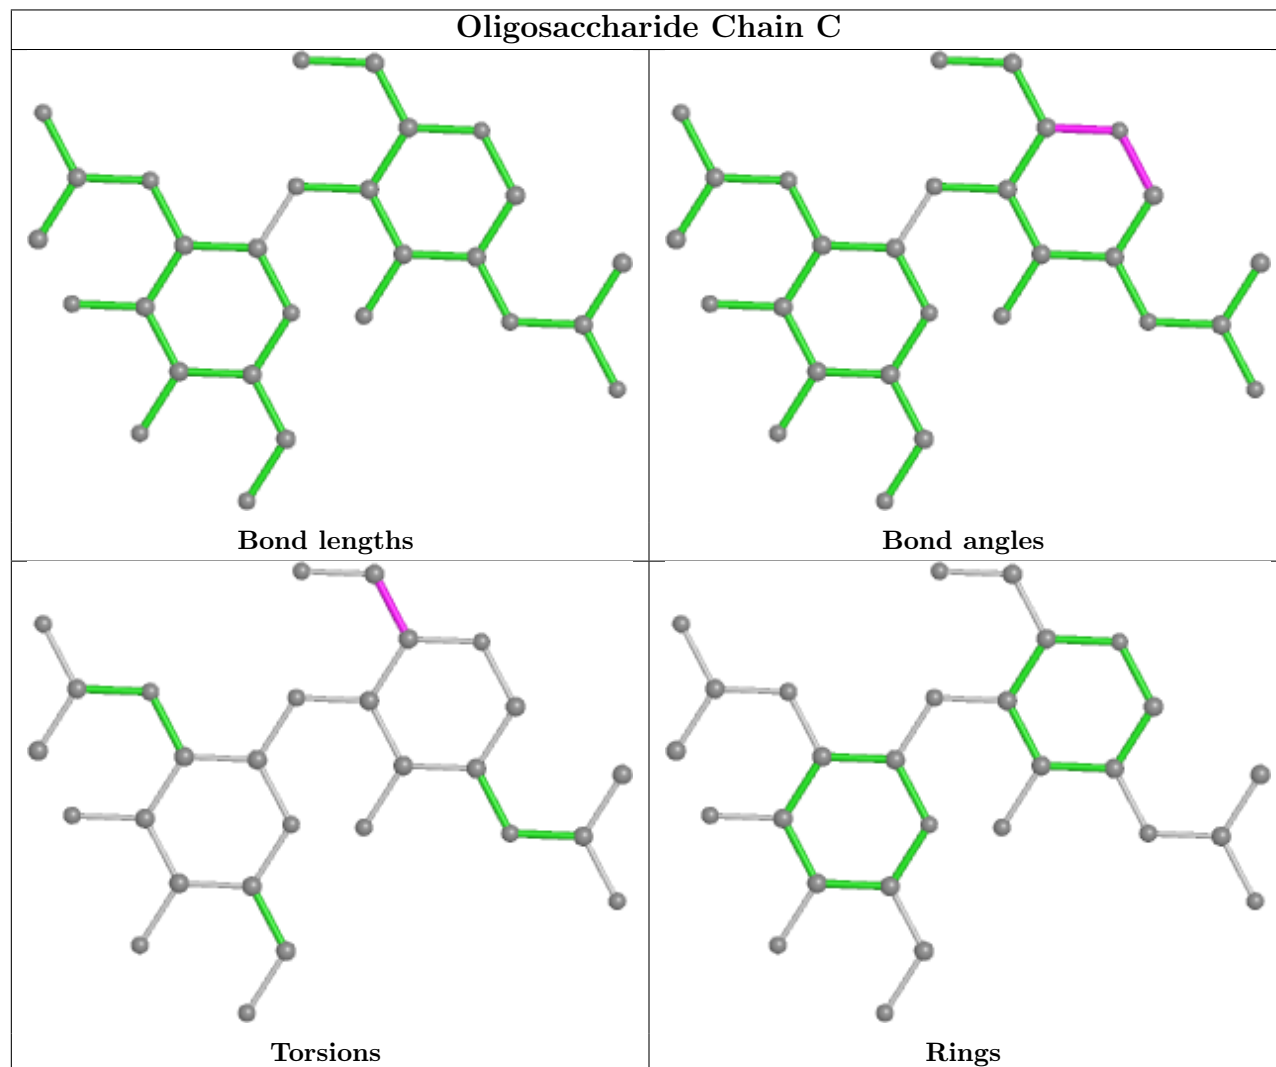 Oligosaccharide Chain C
Bond lengths
Bond angles
Torsions
Rings